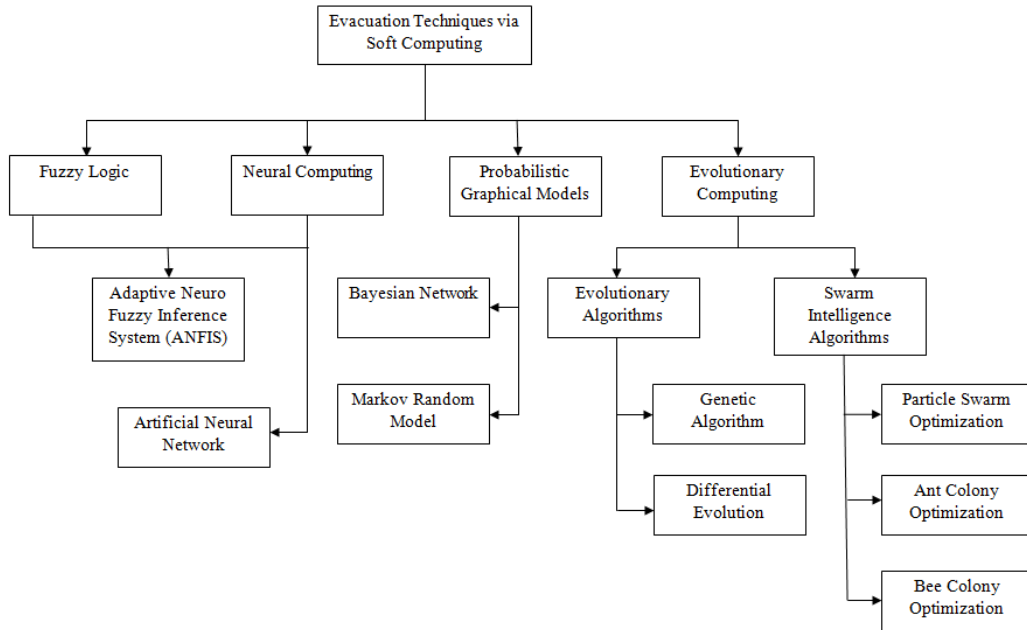 Evacuation Techniques via
Soft Computing
Fuzzy Logic
Neural Computing
Probabilistic
Graphical Models
Evolutionary
Computing
Adaptive Neuro
Fuzzy Inference
System (ANFIS)
Bayesian Network
Evolutionary
Algorithms
Swarm
Intelligence
Algorithms
Artificial Neural
Network
Markov Random
Model
Genetic
Algorithm
Particle Swarm
Optimization
Differential
Evolution
Ant Colony
Optimization
Bee Colony
Optimization